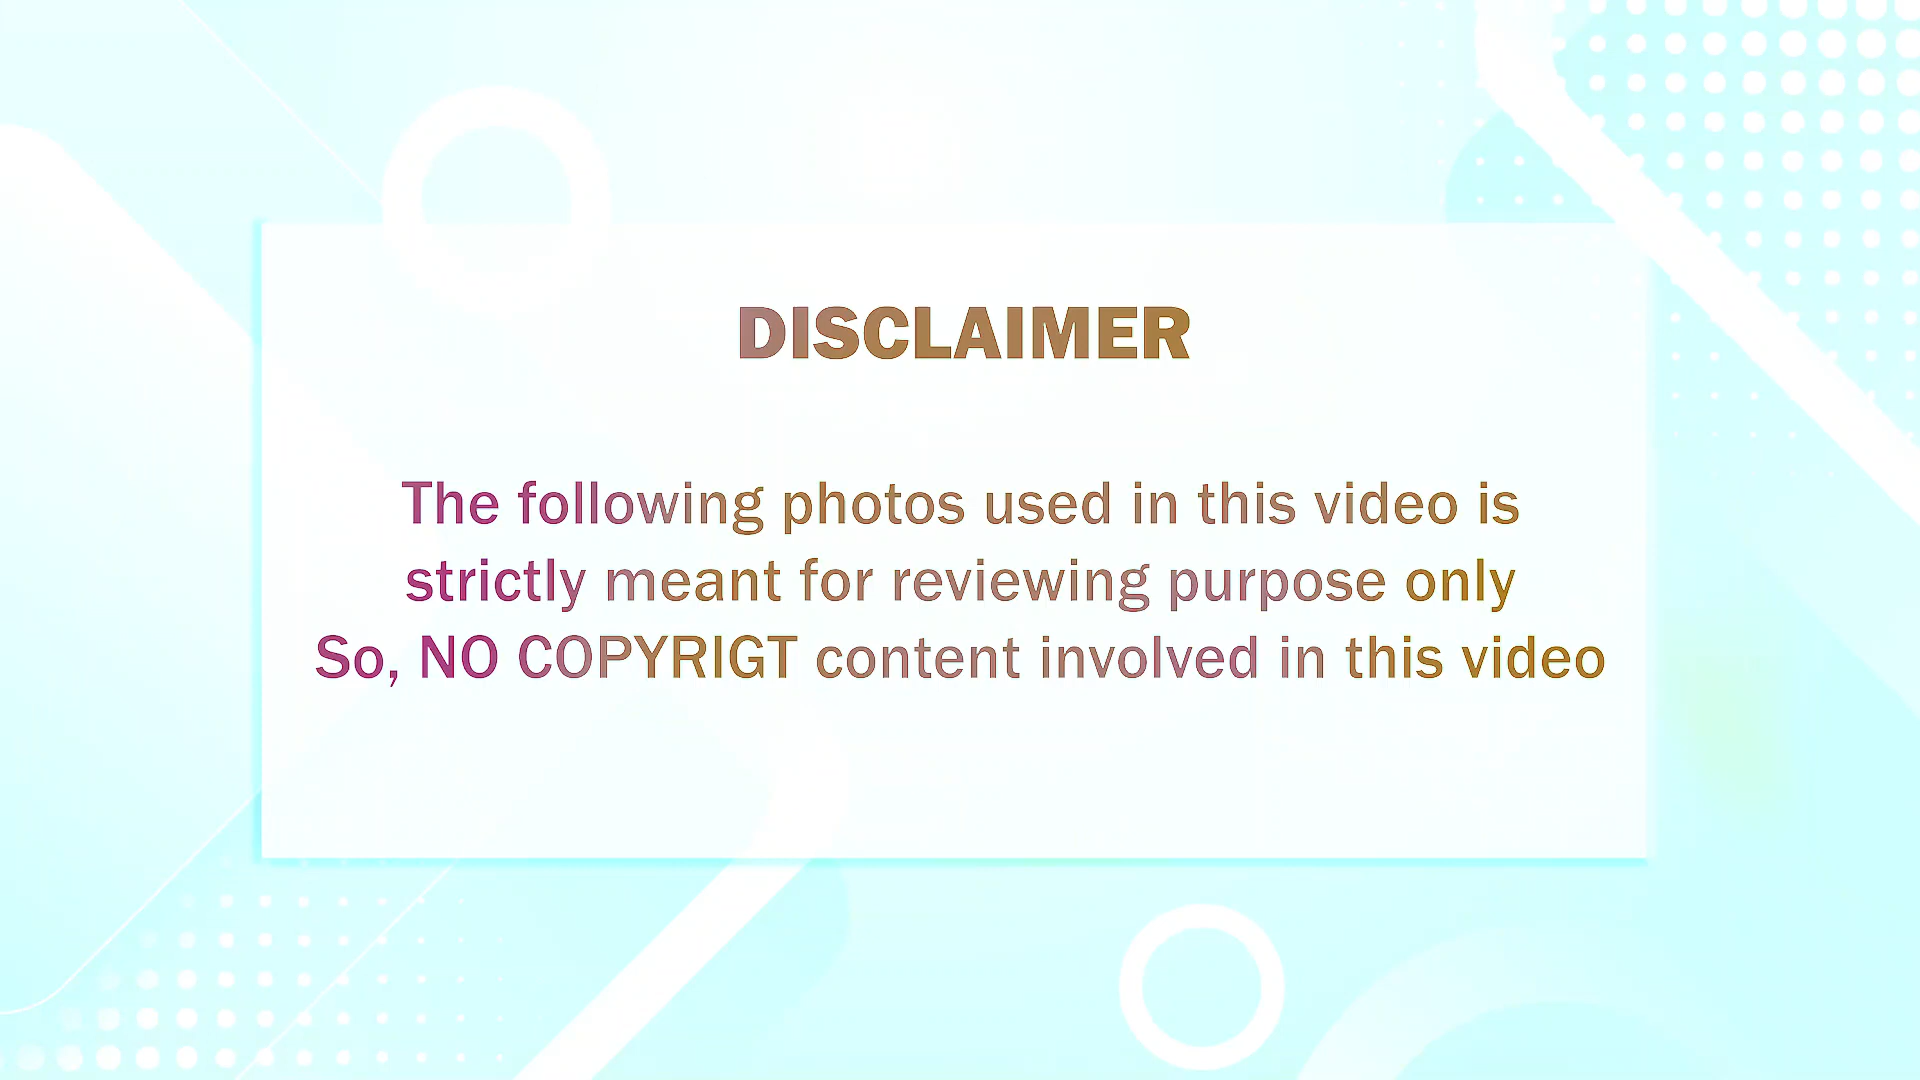 DISCLAIMER
The following photos used in this video is
strictly meant for reviewing purpose only
So, NO COPYRIGT content involved in this video